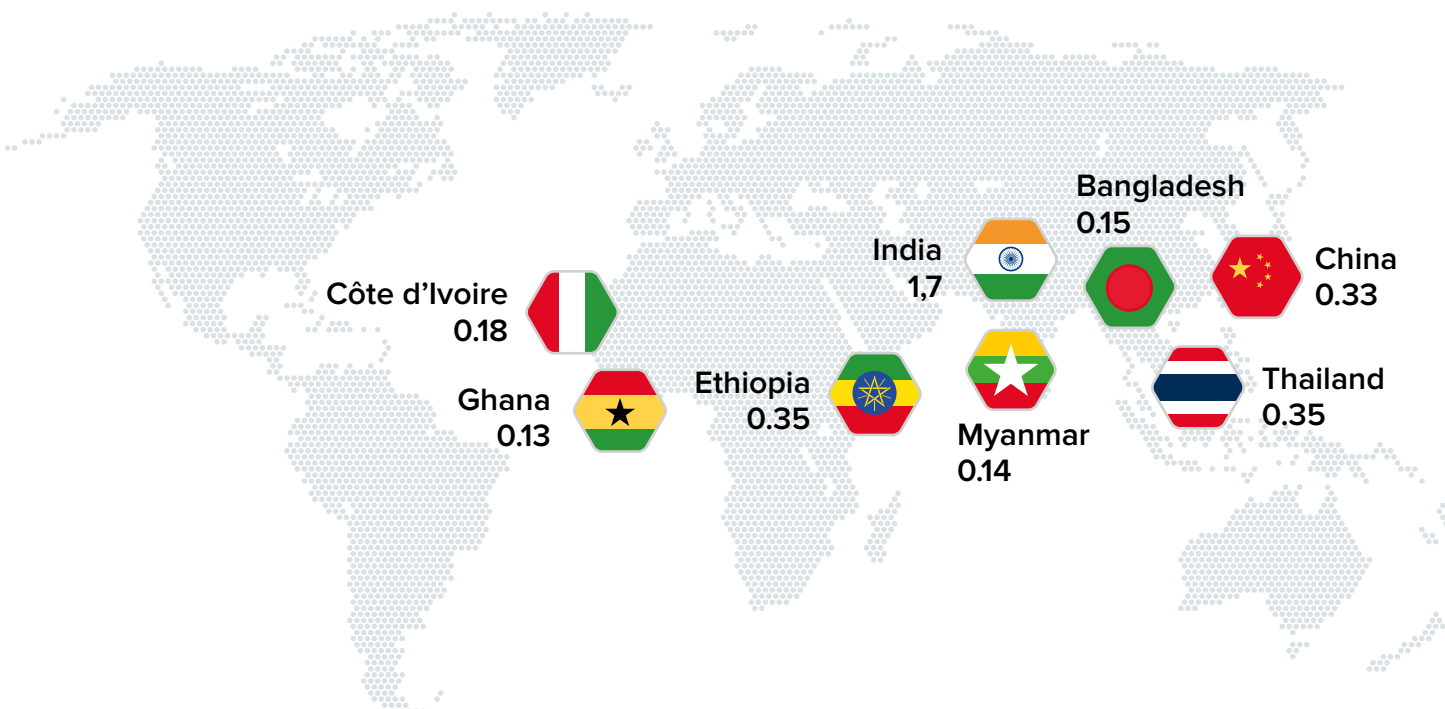 Bangladesh
0.15
India
1,7
China
0.33
Côte d’Ivoire
0.18
Ethiopia
0.35
Thailand
0.35
Ghana
0.13
Myanmar
0.14